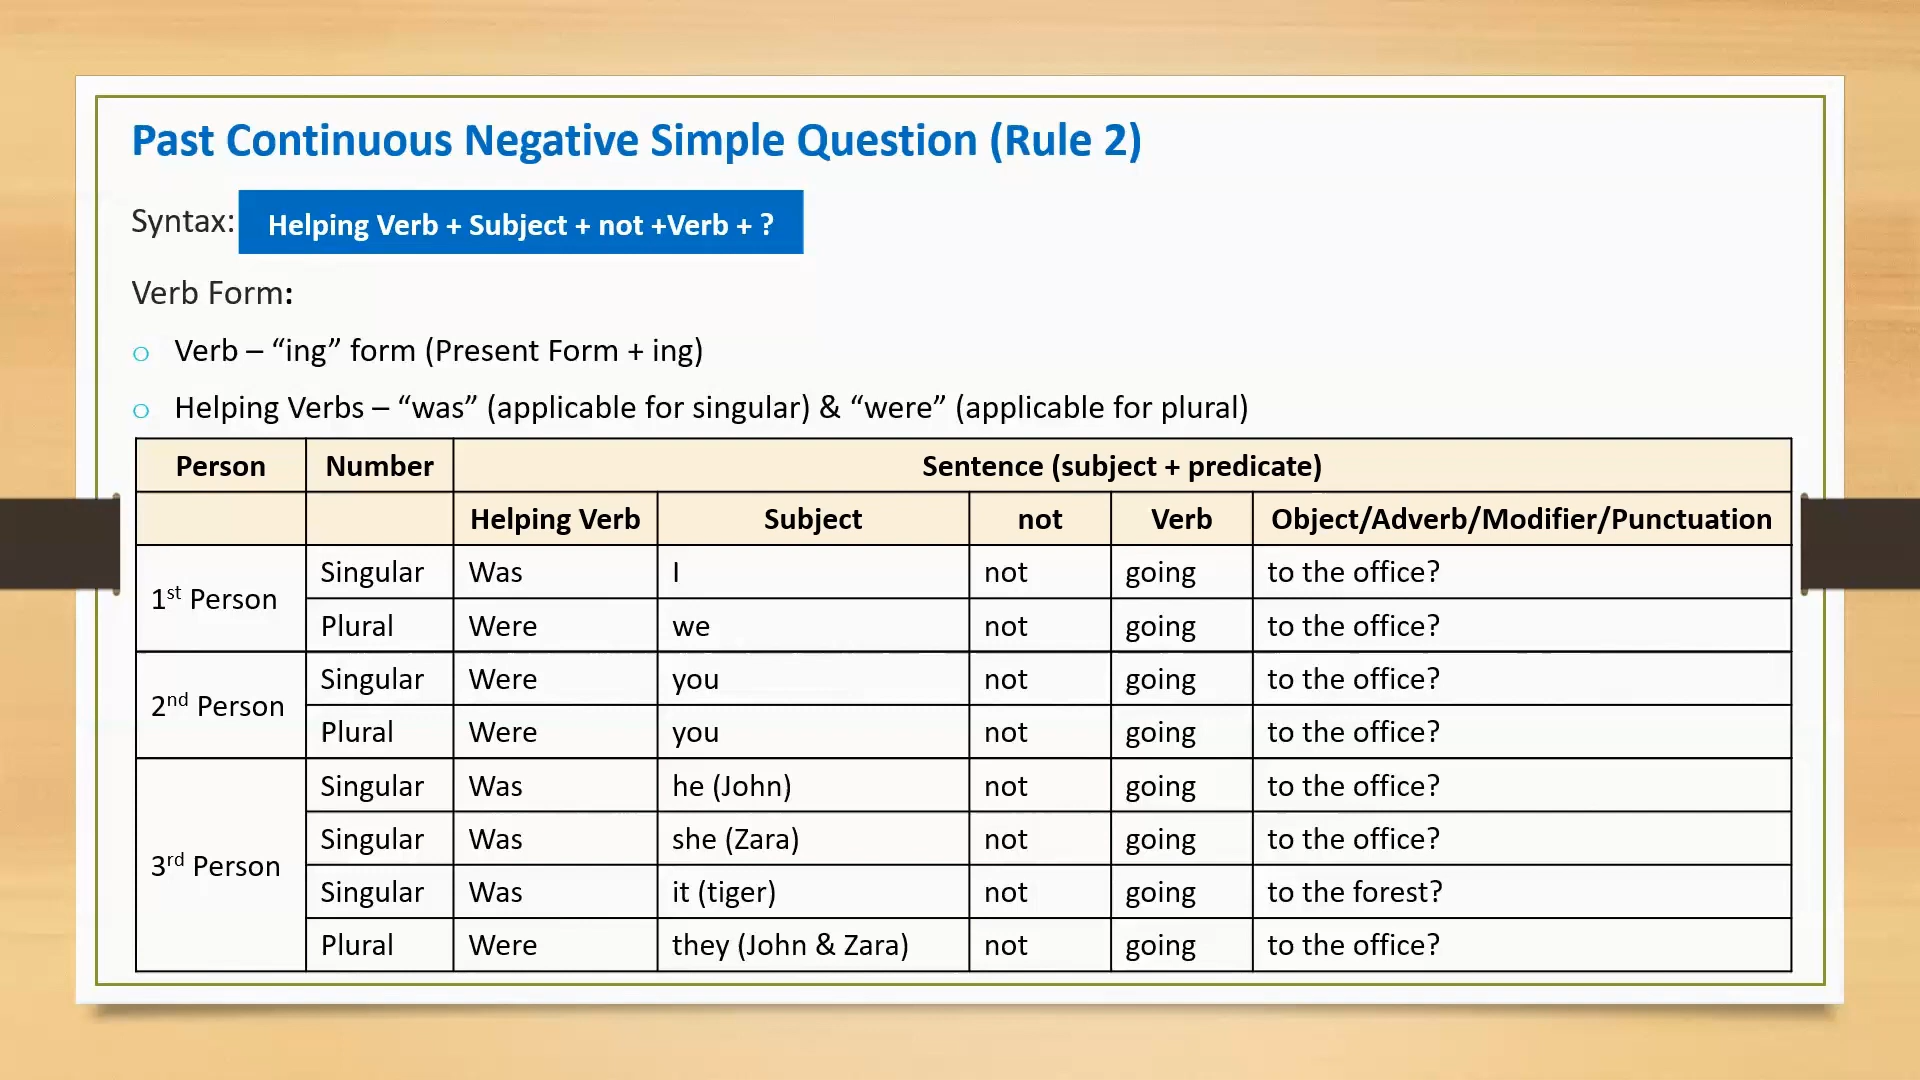 Past Continuous Negative Simple Question (Rule 2)
Syntax: Helping Verb + Subject + not +Verb + ?
Verb Form:
o Verb – “ing” form (Present Form + ing)
o Helping Verbs – “was” (applicable for singular) & “were” (applicable for plural)
Person Number Sentence (subject + predicate)
Helping Verb Subject not Verb Object/Adverb/Modifier/Punctuation
1st Person Singular Was I not going to the office?
Plural Were we not going to the office?
2nd Person Singular Were you not going to the office?
Plural Were you not going to the office?
3rd Person Singular Was he (John) not going to the office?
Singular Was she (Zara) not going to the office?
Singular Was it (tiger) not going to the forest?
Plural Were they (John & Zara) not going to the office?